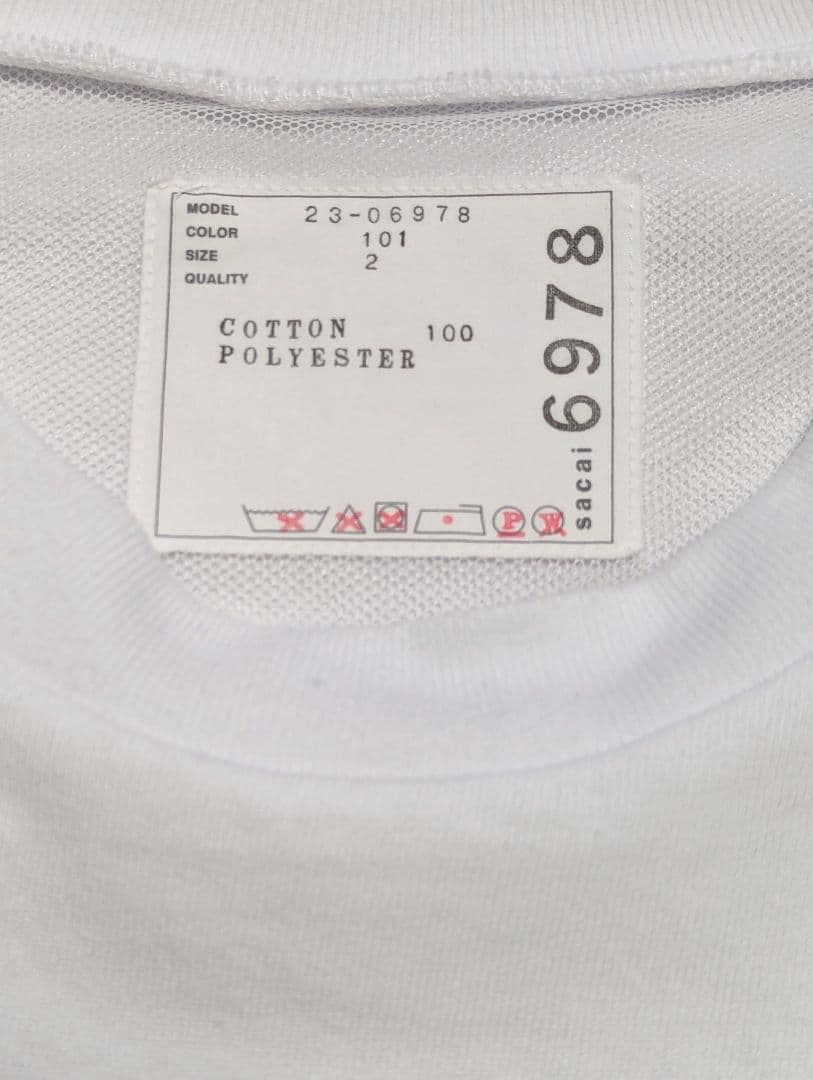 MODEL 23-06978
COLOR 101
SIZE 2
QUALITY
COTTON 100
POLYESTER
P W
sacai 6978